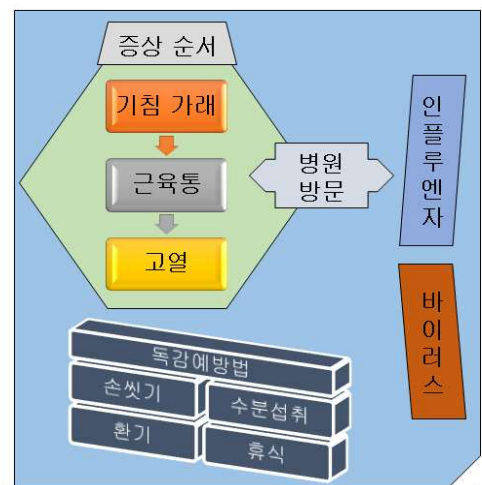 증상 순서
기침 가래
근육통
고열
병원
방문
인플루엔자
바이러스
독감예방법
손씻기
수분섭취
환기
휴식